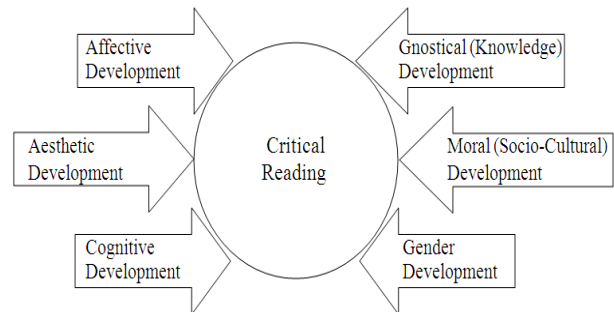 Affective
Development
Gnostical (Knowledge)
Development
Aesthetic
Development
Critical
Reading
Moral (Socio-Cultural)
Development
Cognitive
Development
Gender
Development